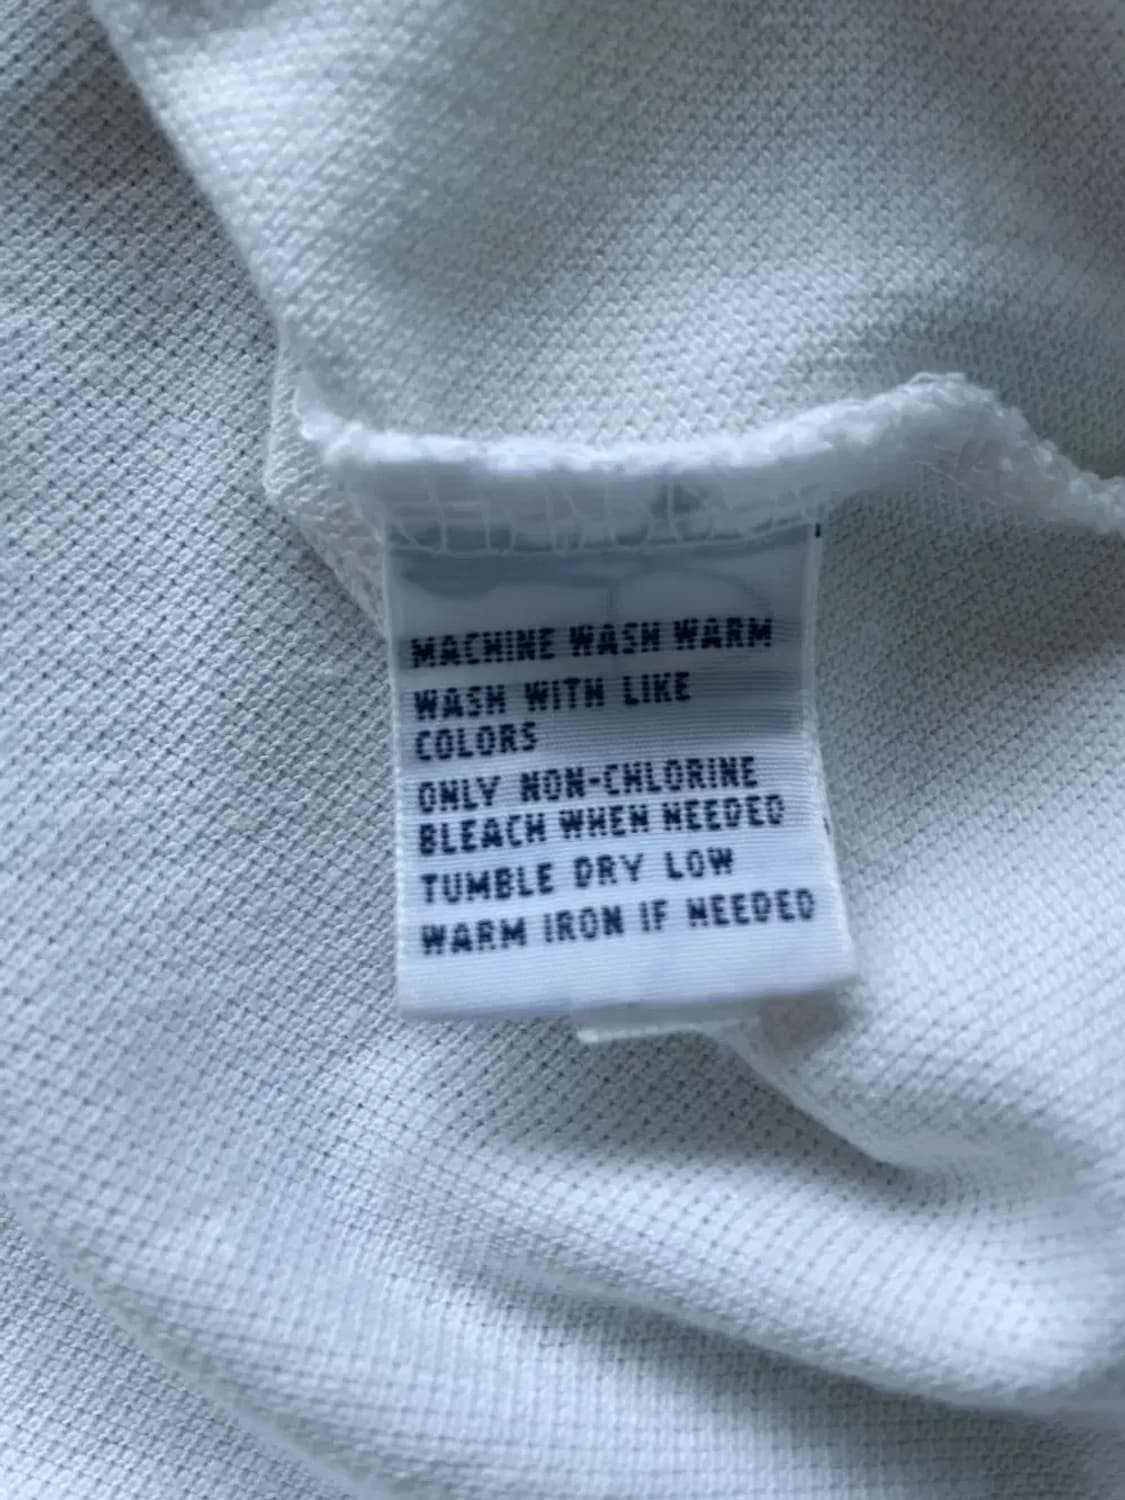 MACHINE WASH WARM
WASH WITH LIKE
COLORS
ONLY NON-CHLORINE
BLEACH WHEN NEEDED
TUMBLE DRY LOW
WARM IRON IF NEEDED